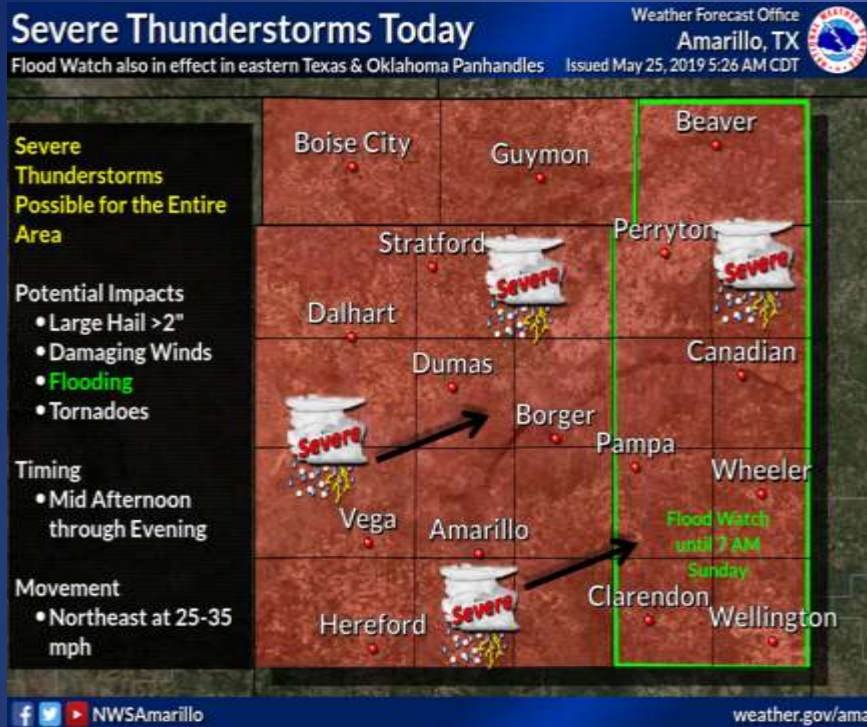 Severe Thunderstorms Today
Flood Watch also in effect in eastern Texas & Oklahoma Panhandles
Weather Forecast Office
Amarillo, TX
Issued May 25, 2019 5:26 AM CDT
Severe
Thunderstorms
Possible for the Entire
Area
Potential Impacts
• Large Hail >2"
• Damaging Winds
• Flooding
• Tornadoes
Timing
• Mid Afternoon
through Evening
Movement
• Northeast at 25-35
mph
Boise City
Guymon
Beaver
Stratford
Severe
Perryton
Severe
Dalhart
Dumas
Canadian
Severe
Borger
Pampa
Wheeler
Vega
Amarillo
Flood Watch
until 7 AM
Sunday
Hereford
Severe
Clarendon
Wellington
NWSAmarillo
weather.gov/ama